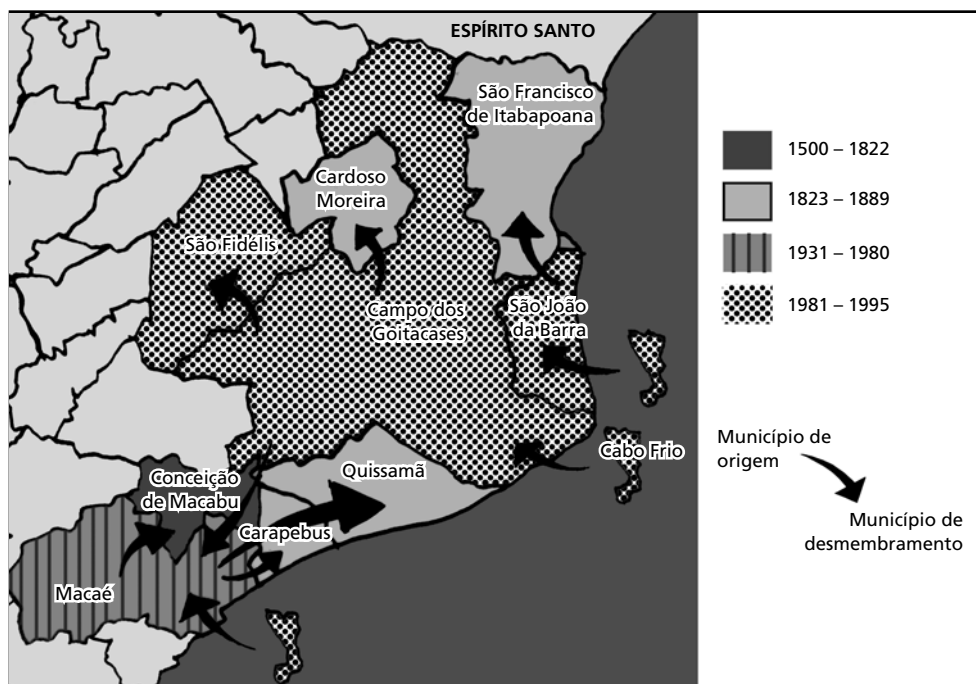 ESPÍRITO SANTO
São Francisco
de Itabapoana
Cardoso
Moreira
São Fidélis
Campo dos
Goitacases
São João
da Barra
Cabo Frio
Quissamã
Conceição
de Macabu
Carapebus
Macaé
1500 – 1822
1823 – 1889
1931 – 1980
1981 – 1995
Município de
origem
Município de
desmembramento